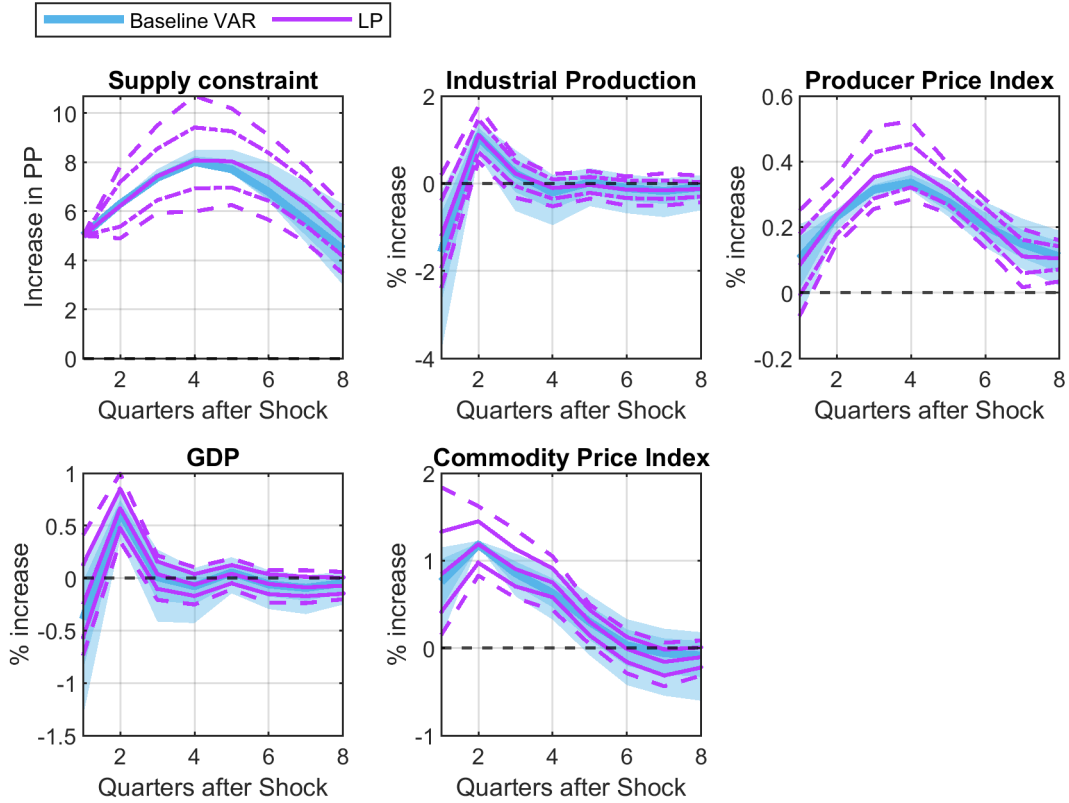 Baseline VAR LP
Supply constraint
Increase in PP
10
8
6
4
2
0
2 4 6 8
Quarters after Shock
Industrial Production
% increase
2
0
-2
-4
2 4 6 8
Quarters after Shock
Producer Price Index
% increase
0.6
0.4
0.2
0
-0.2
2 4 6 8
Quarters after Shock
GDP
% increase
1
0.5
0
-0.5
-1
-1.5
2 4 6 8
Quarters after Shock
Commodity Price Index
% increase
2
1
0
-1
2 4 6 8
Quarters after Shock